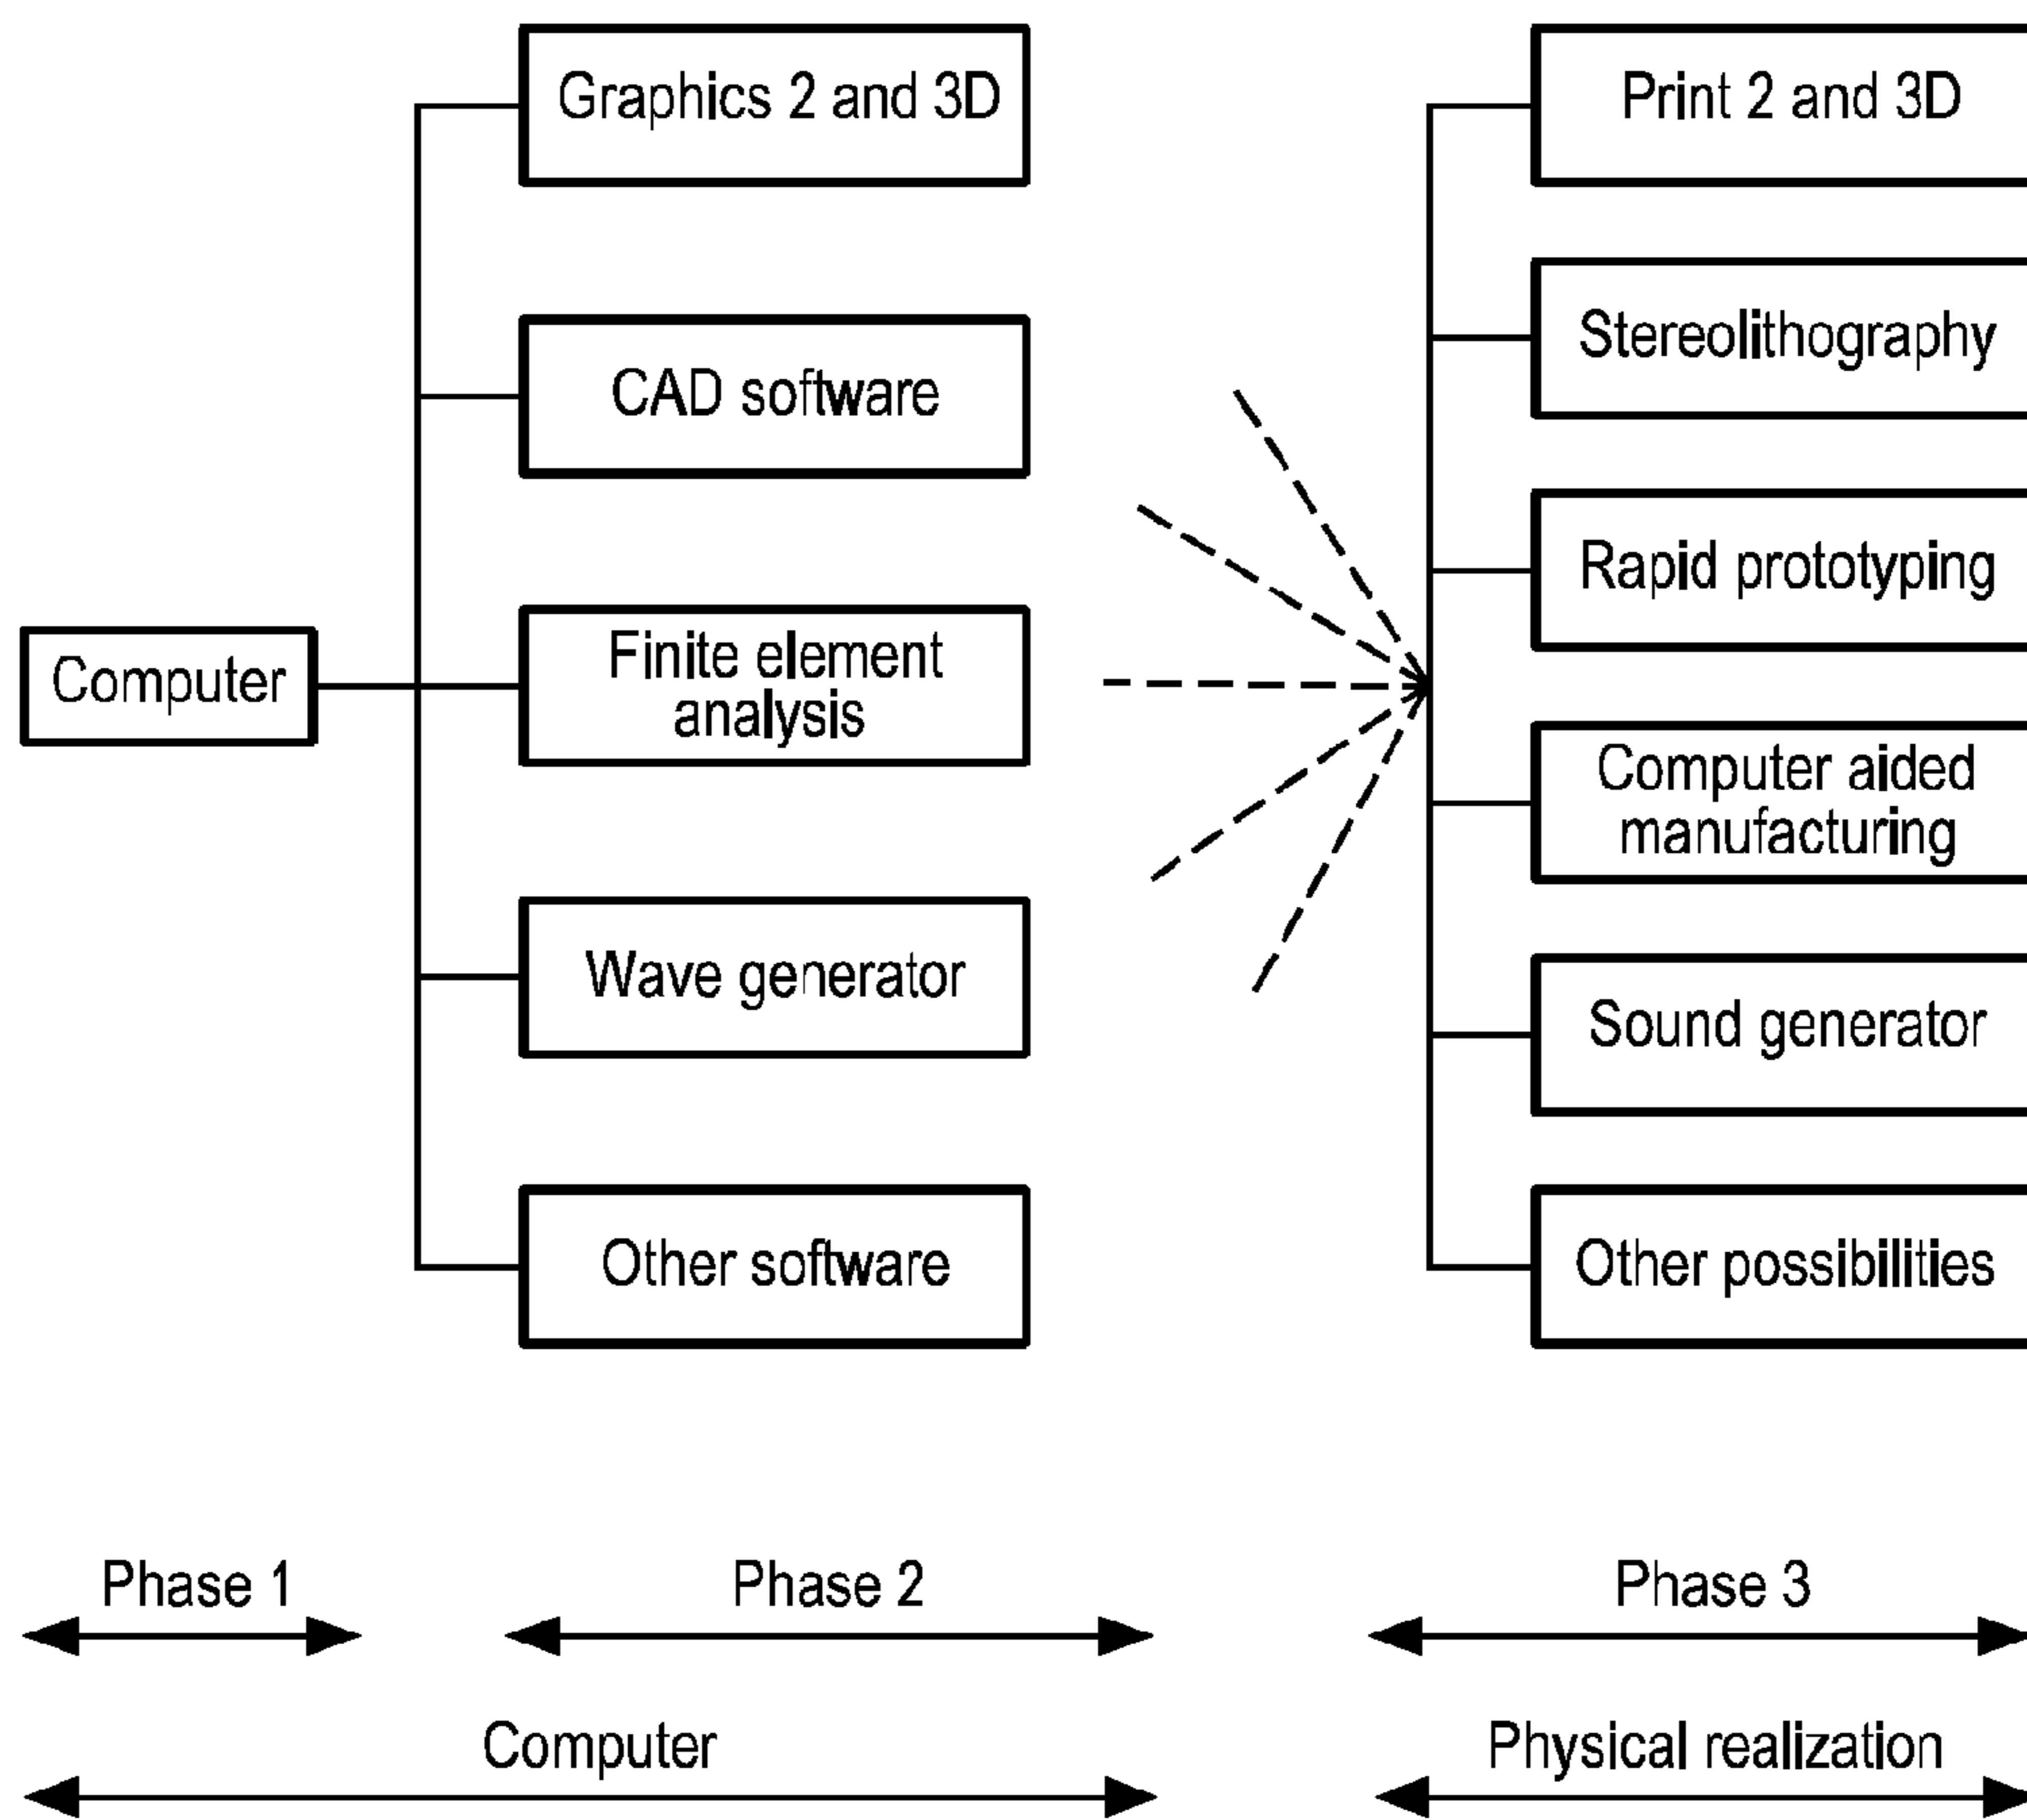 Graphics 2 and 3D
CAD software
Computer
Finite element
analysis
Wave generator
Other software
Print 2 and 3D
Stereolithography
Rapid prototyping
Computer aided
manufacturing
Sound generator
Other possibilities
Phase 1
Phase 2
Phase 3
Computer
Physical realization